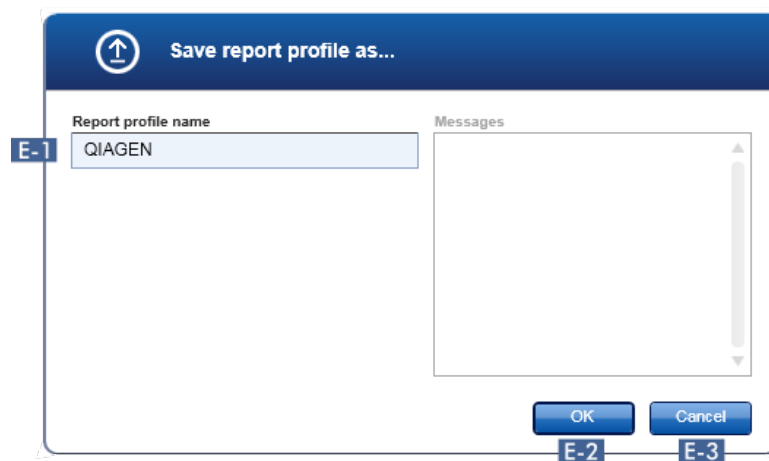 Save report profile as...
Report profile name
Messages
E-1
QIAGEN
OK
Cancel
E-2
E-3